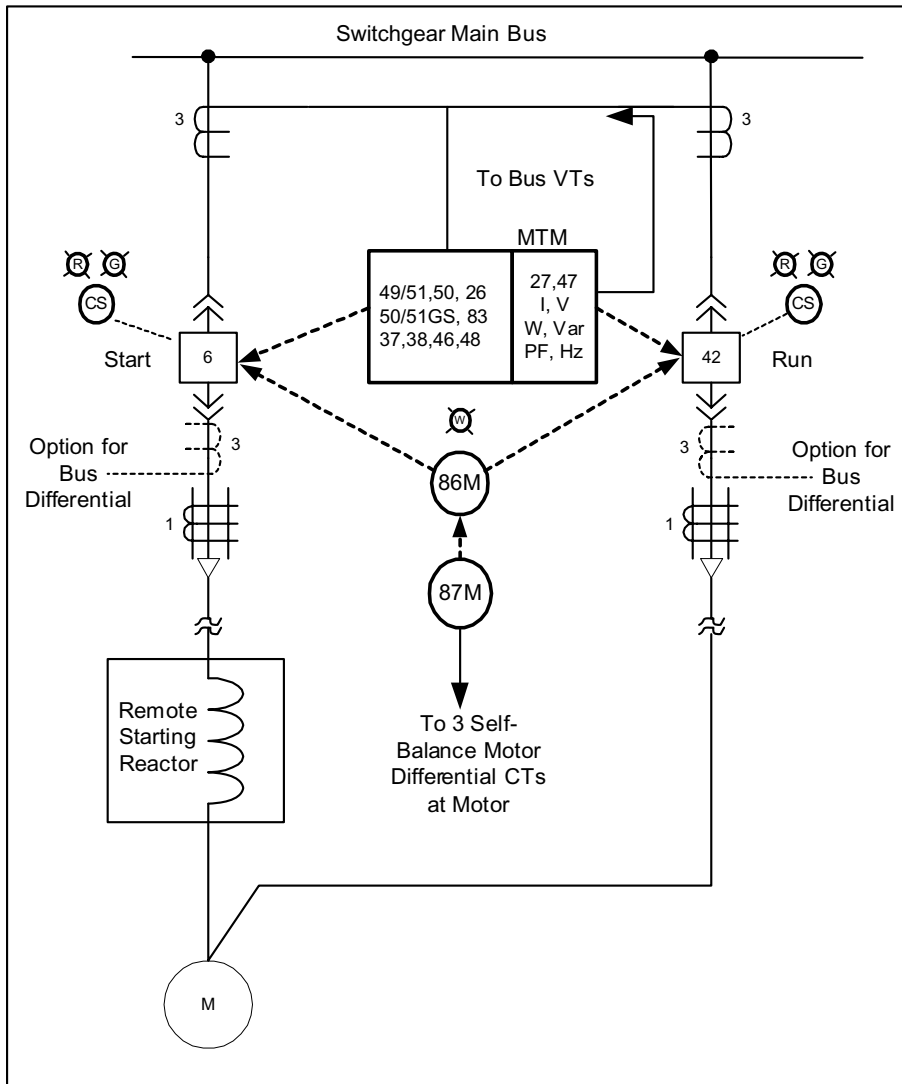 Switchgear Main Bus
3
3
To Bus VTs
MTM
R G
CS
49/51,50, 26
50/51GS, 83
37,38,46,48
27,47
I, V
W, Var
PF, Hz
R G
CS
Start
6
42
Run
W
Option for
Bus
Differential
3
86M
3
Option for
Bus
Differential
1
1
87M
Remote
Starting
Reactor
To 3 Self-
Balance Motor
Differential CTs
at Motor
M